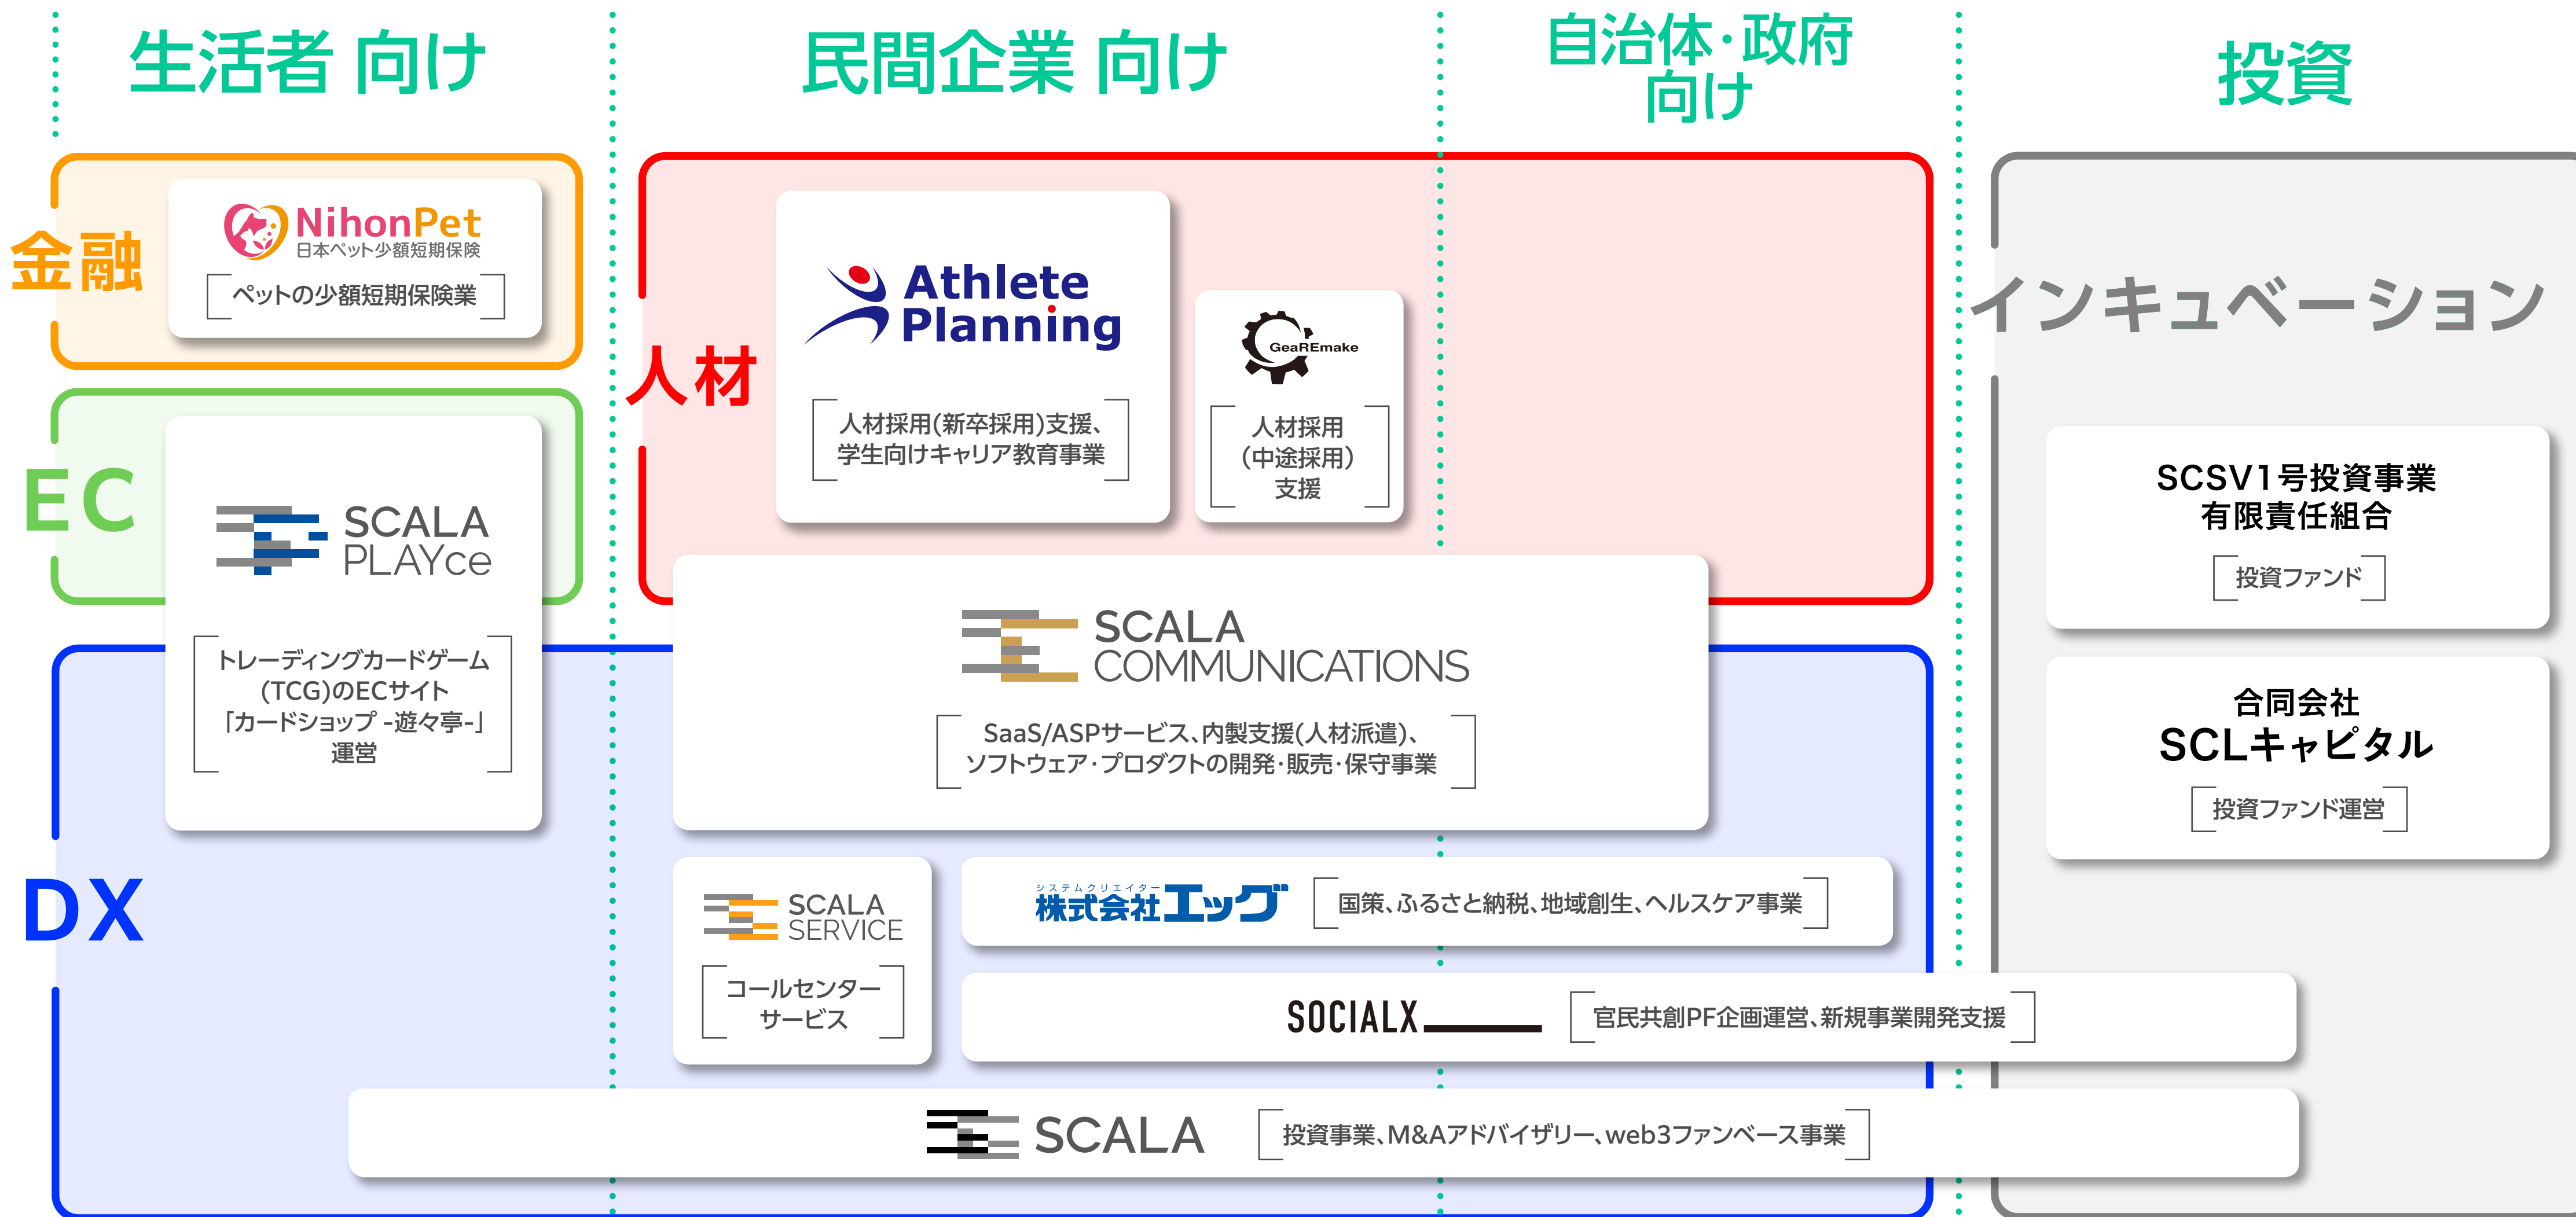 生活者 向け
民間企業 向け
自治体・政府
向け
投資
金融
NihonPet
日本ペット少額短期保険
ペットの少額短期保険業
EC
SCALA
PLAYce
トレーディングカードゲーム
(TCG)のECサイト
「カードショップ -遊々亭-」
運営
人材
Athlete
Planning
人材採用(新卒採用)支援、
学生向けキャリア教育事業
GeaREmake
人材採用
(中途採用)
支援
SCALA
COMMUNICATIONS
SaaS/ASPサービス、内製支援(人材派遣)、
ソフトウェア・プロダクトの開発・販売・保守事業
DX
SCALA
SERVICE
コールセンター
サービス
システムクリエイター
株式会社エッグ
国策、ふるさと納税、地域創生、ヘルスケア事業
SOCIALX
官民共創PF企画運営、新規事業開発支援
SCALA
投資事業、M&Aアドバイザリー、web3ファンベース事業
インキュベーション
SCSV1号投資事業
有限責任組合
投資ファンド
合同会社
SCLキャピタル
投資ファンド運営